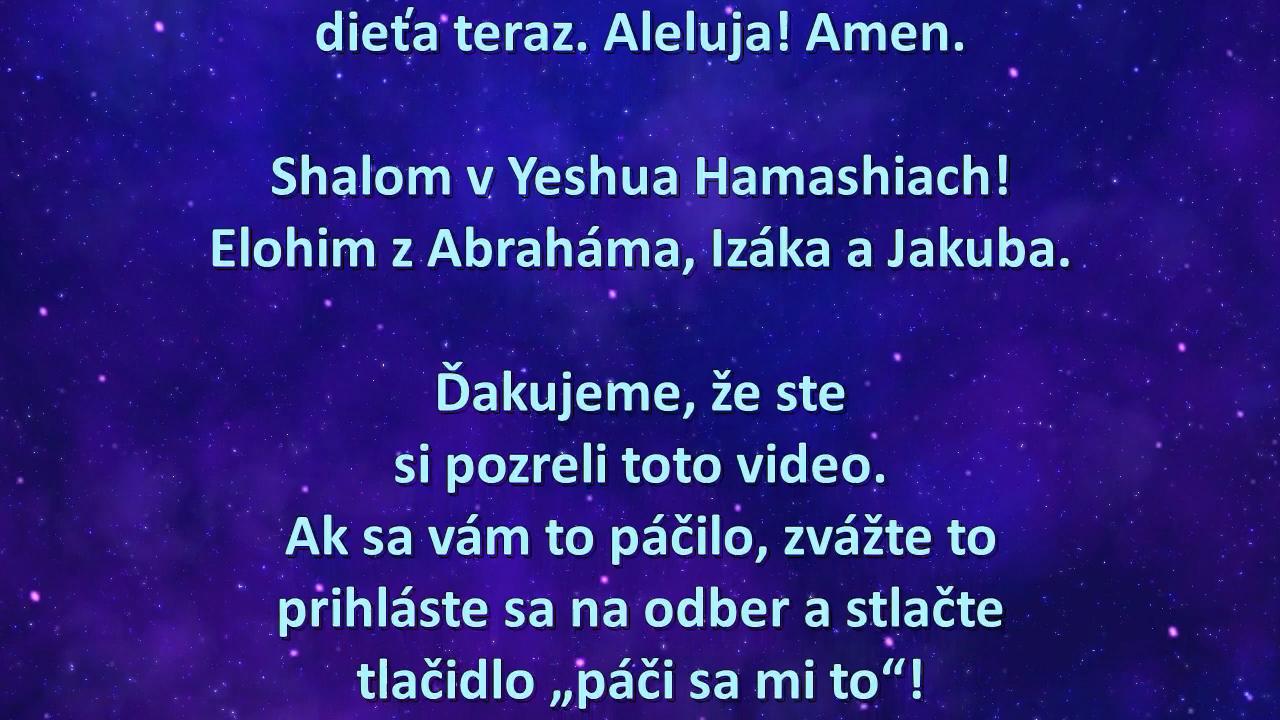 dieťa teraz. Aleluja! Amen.
Shalom v Yeshua Hamashiach!
Elohim z Abraháma, Izáka a Jakuba.
Ďakujeme, že ste
si pozreli toto video.
Ak sa vám to páčilo, zvážte to
prihláste sa na odber a stlačte
tlačidlo „páči sa mi to“!